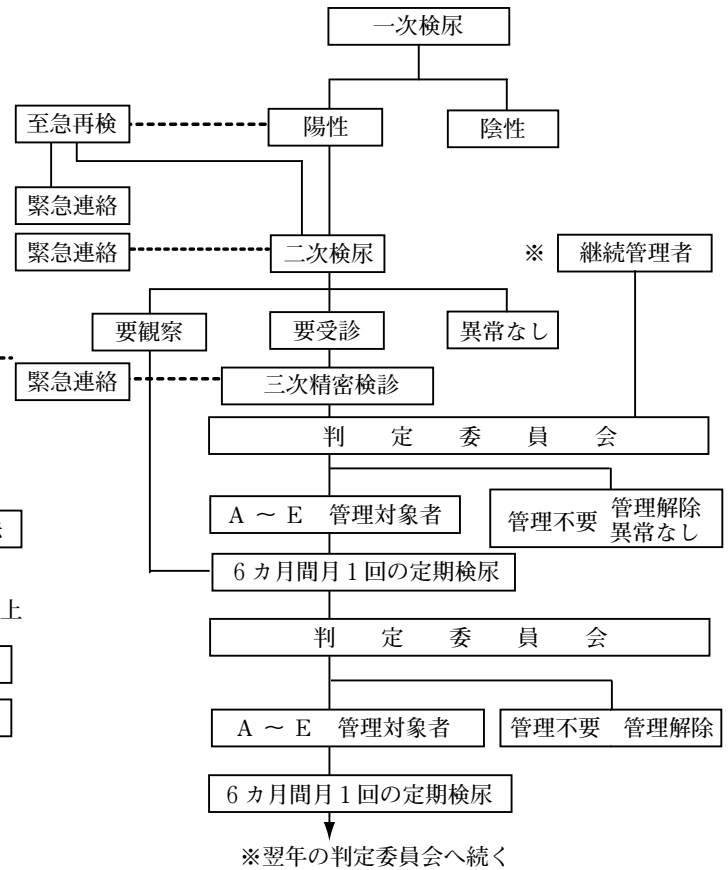 一次検尿
至急再検
陽性
陰性
緊急連絡
緊急連絡
二次検尿
※
継続管理者
要観察
要受診
異常なし
緊急連絡
三次精密検診
判 定 委 員 会
A ～ E 管理対象者
管理不要 管理解除
異常なし
6カ月間月1回の定期検尿
上
判 定 委 員 会
A ～ E 管理対象者
管理不要 管理解除
6カ月間月1回の定期検尿
※翌年の判定委員会へ続く